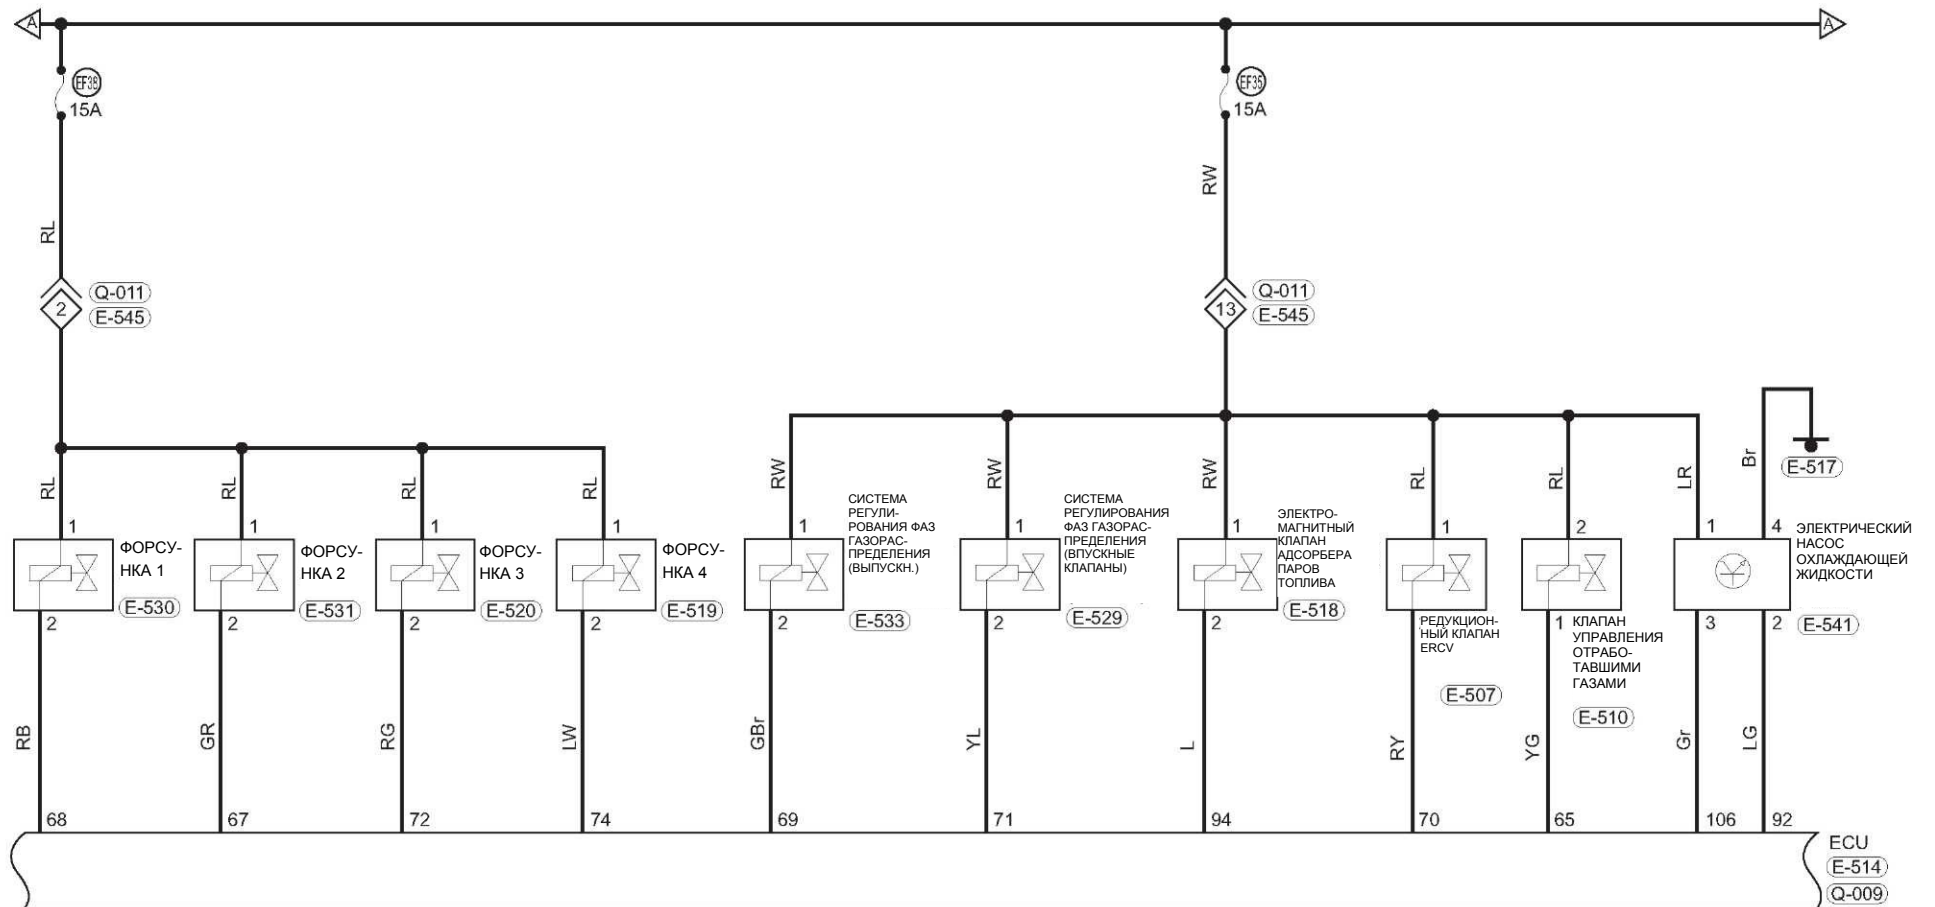 A
A
EF38
15A
EF35
15A
RL
RW
2
Q-011
E-545
13
Q-011
E-545
RL
RL
RL
RL
RW
RW
RW
RL
RL
LR
Br
E-517
1
ФОРСУ-
НКА 1
E-530
2
1
ФОРСУ-
НКА 2
E-531
2
1
ФОРСУ-
НКА 3
E-520
2
1
ФОРСУ-
НКА 4
E-519
2
1
СИСТЕМА
РЕГУЛИ-
РОВАНИЯ ФАЗ
ГАЗОРАС-
ПРЕДЕЛЕНИЯ
(ВЫПУСКН.)
E-533
2
1
СИСТЕМА
РЕГУЛИРОВАНИЯ
ФАЗ ГАЗОРАС-
ПРЕДЕЛЕНИЯ
(ВПУСКНЫЕ
КЛАПАНЫ)
E-529
2
1
ЭЛЕКТРО-
МАГНИТНЫЙ
КЛАПАН
АДСОРБЕРА
ПАРОВ
ТОПЛИВА
E-518
2
1
РЕДУКЦИОН-
НЫЙ КЛАПАН
ERCV
E-507
2
1
КЛАПАН
УПРАВЛЕНИЯ
ОТРАБО-
ТАВШИМИ
ГАЗАМИ
E-510
1
4
ЭЛЕКТРИЧЕСКИЙ
НАСОС
ОХЛАЖДАЮЩЕЙ
ЖИДКОСТИ
3
2
E-541
RB
GR
RG
LW
GBr
YL
L
RY
YG
Gr
LG
68
67
72
74
69
71
94
70
65
106
92
ECU
E-514
Q-009